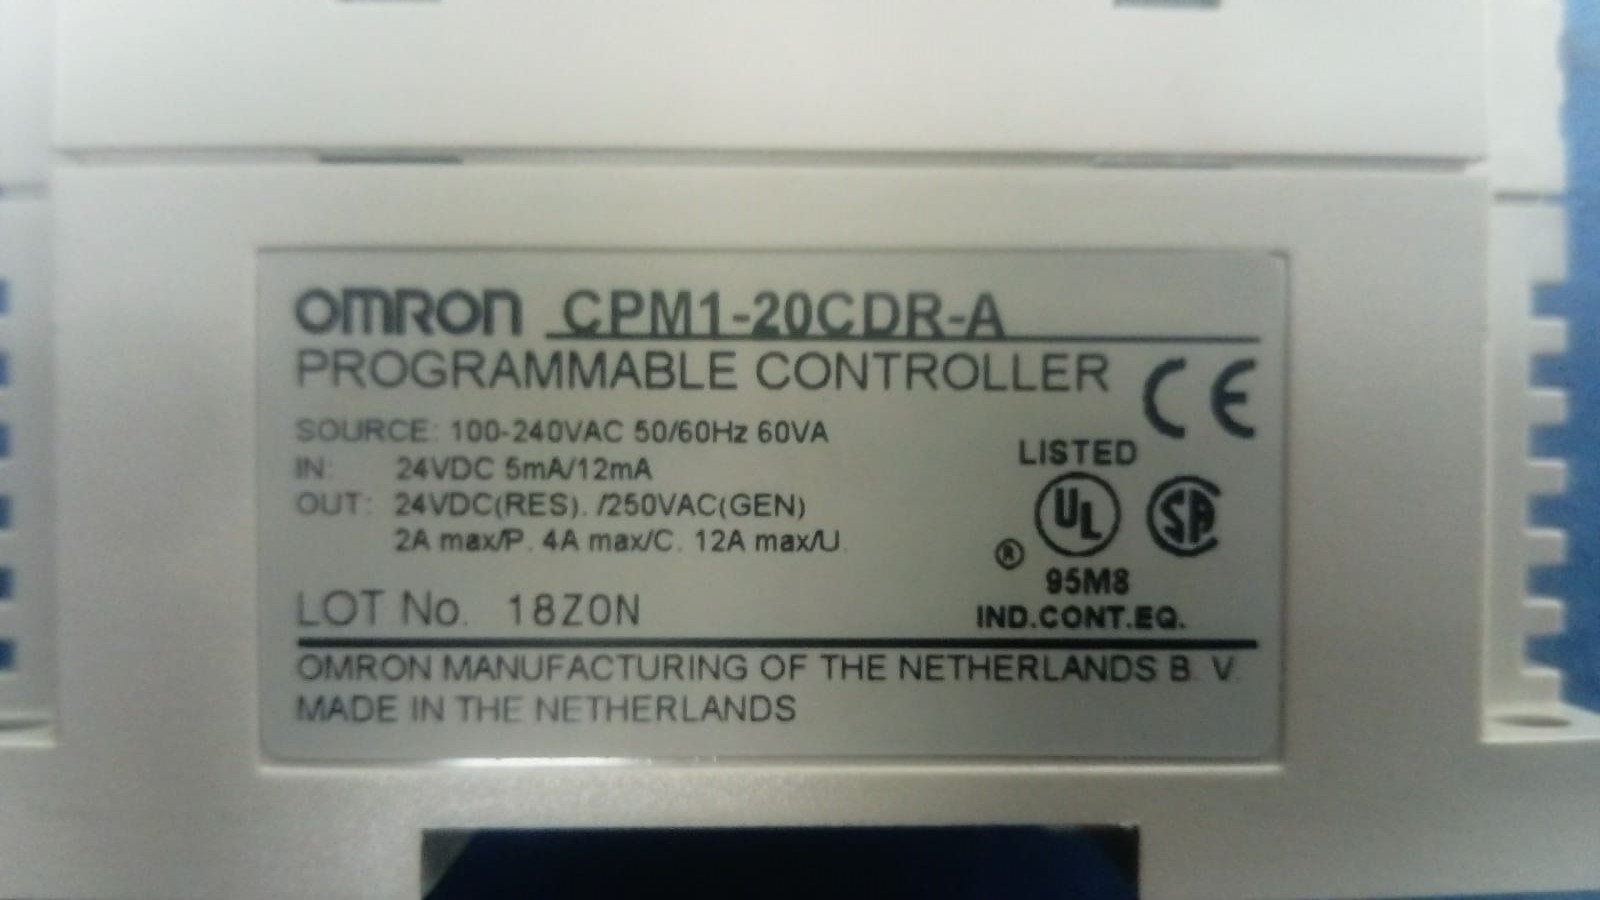 OMRON CPM1-20CDR-A
PROGRAMMABLE CONTROLLER
CE
SOURCE: 100-240VAC 50/60Hz 60VA
IN: 24VDC 5mA/12mA
OUT: 24VDC(RES). /250VAC(GEN)
2A max/P. 4A max/C. 12A max/U.
LISTED
UL
SA
®
95M8
IND.CONT.EQ.
LOT No. 18Z0N
OMRON MANUFACTURING OF THE NETHERLANDS B. V.
MADE IN THE NETHERLANDS